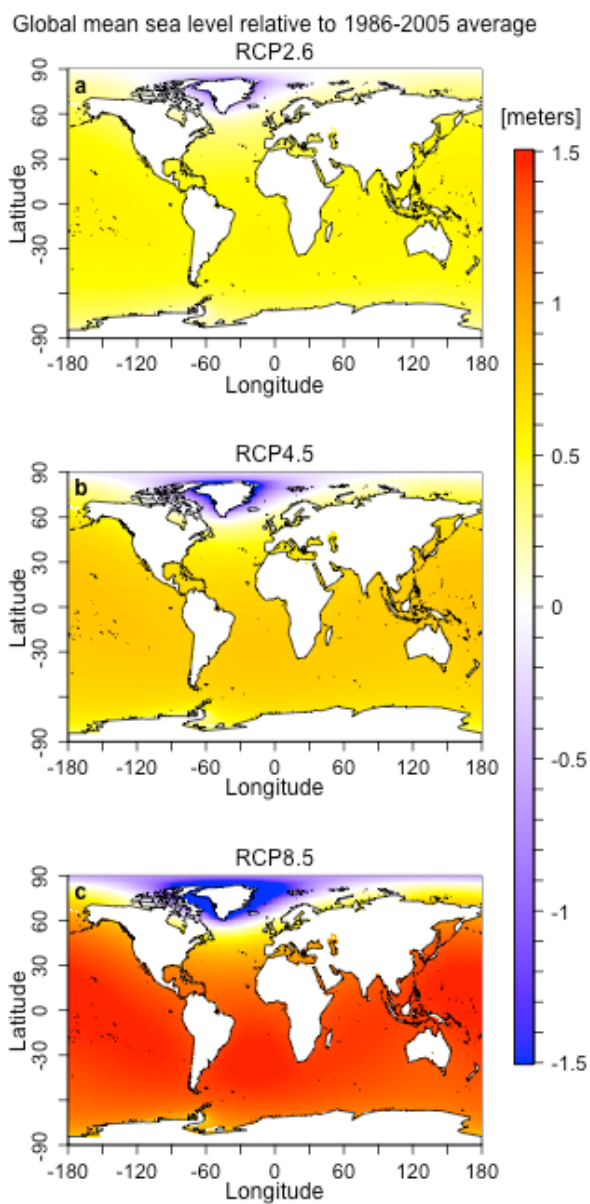 Global mean sea level relative to 1986-2005 average
RCP2.6
a
90
60
30
0
-30
-90
Latitude
-180 -120 -60 0 60 120 180
Longitude
[meters]
1.5
1
0.5
0
-0.5
-1
-1.5
RCP4.5
b
90
60
30
0
-30
-90
Latitude
-180 -120 -60 0 60 120 180
Longitude
RCP8.5
c
90
60
30
0
-30
-90
Latitude
-180 -120 -60 0 60 120 180
Longitude